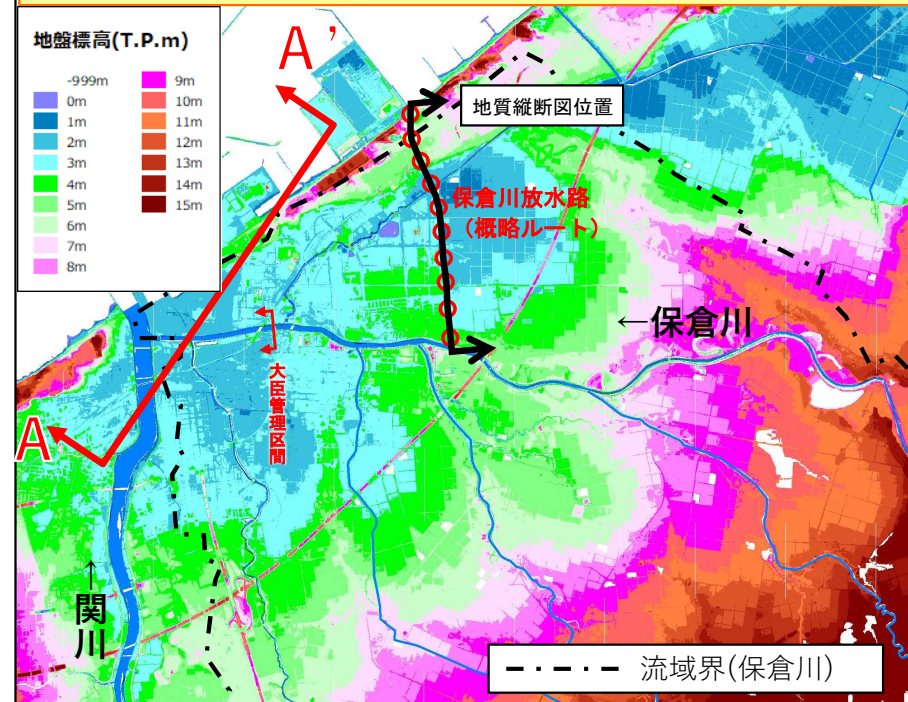 地盤標高(T.P.m)
-999m
0m
1m
2m
3m
4m
5m
6m
7m
8m
9m
10m
11m
12m
13m
14m
15m
A’
地質縦断図位置
保倉川放水路
(概略ルート)
←保倉川
大臣管理区間
A
←関川
流域界(保倉川)